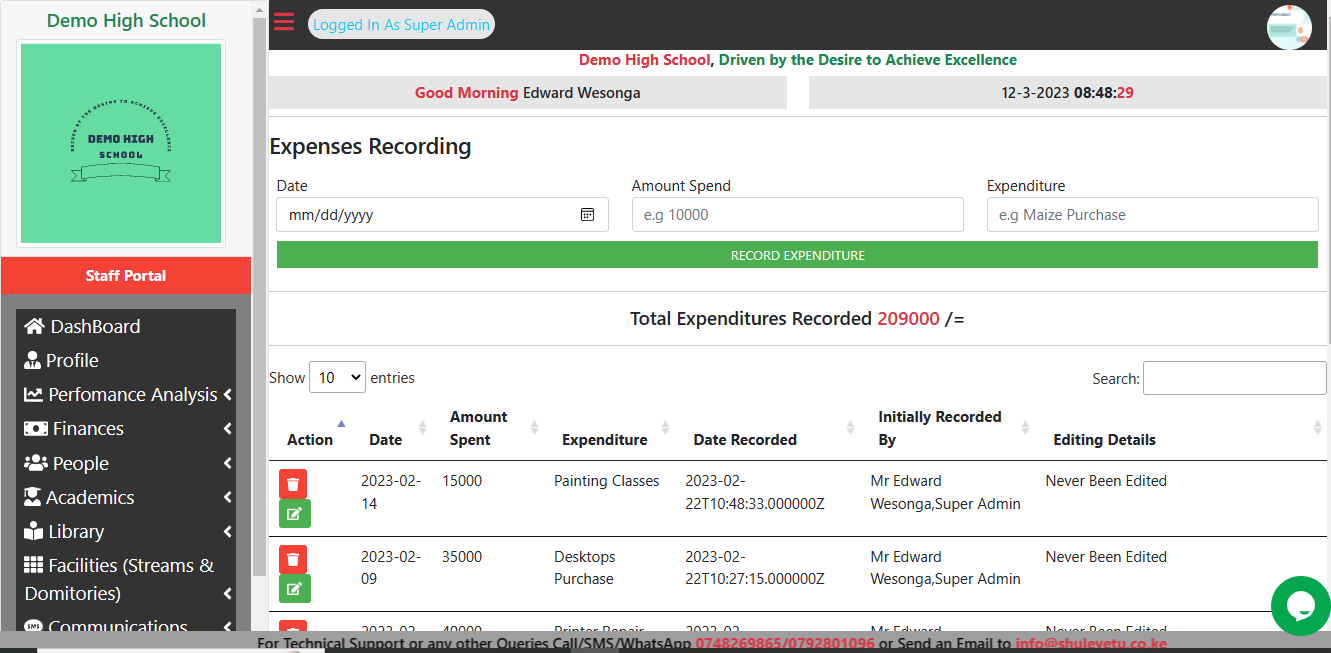 Demo High School
DRIVEN BY THE DESIRE TO ACHIEVE EXCELLENCE
DEMO HIGH
SCHOOL
Staff Portal
DashBoard
Profile
Perfomance Analysis
Finances
People
Academics
Library
Facilities (Streams &
Domitories)
SMS Communications
Logged In As Super Admin
Demo High School, Driven by the Desire to Achieve Excellence
Good Morning Edward Wesonga
12-3-2023 08:48:29
Expenses Recording
Date Amount Spend Expenditure
mm/dd/yyyy e.g 10000 e.g Maize Purchase
RECORD EXPENDITURE
Total Expenditures Recorded 209000 /=
Show 10 entries Search:
Amount Initially Recorded
Action Date Spent Expenditure Date Recorded By Editing Details
2023-02- 15000 Painting Classes 2023-02- Mr Edward Never Been Edited
14 22T10:48:33.000000Z Wesonga,Super Admin
2023-02- 35000 Desktops 2023-02- Mr Edward Never Been Edited
09 Purchase 22T10:27:15.000000Z Wesonga,Super Admin
2023-02- 40000 Printer Repair 2023-02- Mr Edward Never Been Edited
For Technical Support or any other Queries Call/SMS/WhatsApp 0748269865/0792801096 or Send an Email to info@shuleyetu.co.ke